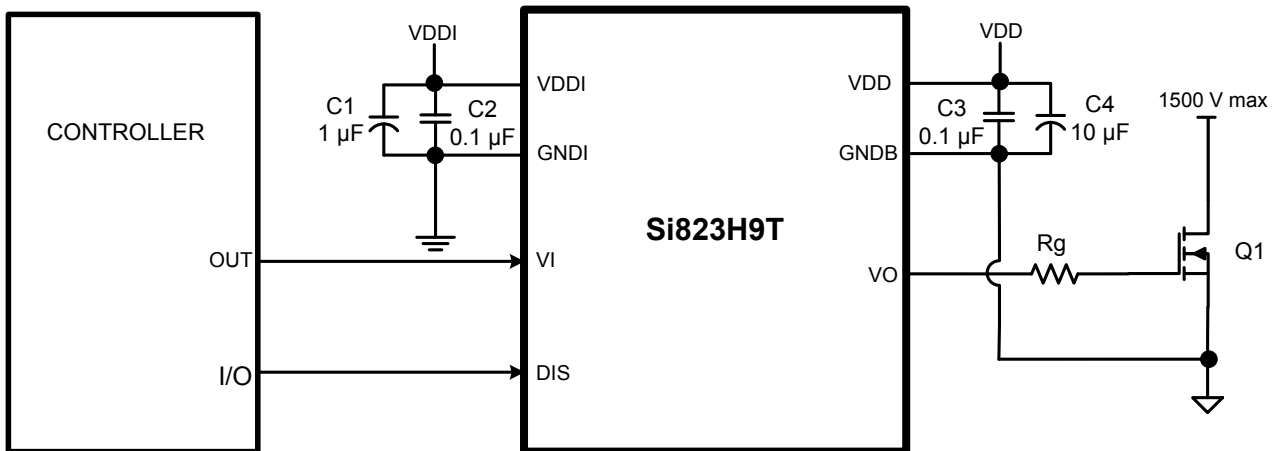 CONTROLLER
OUT
I/O
VDDI
C1
1 µF
C2
0.1 µF
VDDI
GNDI
VI
DIS
Si823H9T
VDD
GNDB
VO
VDD
C3
0.1 µF
C4
10 µF
1500 V max
Rg
Q1